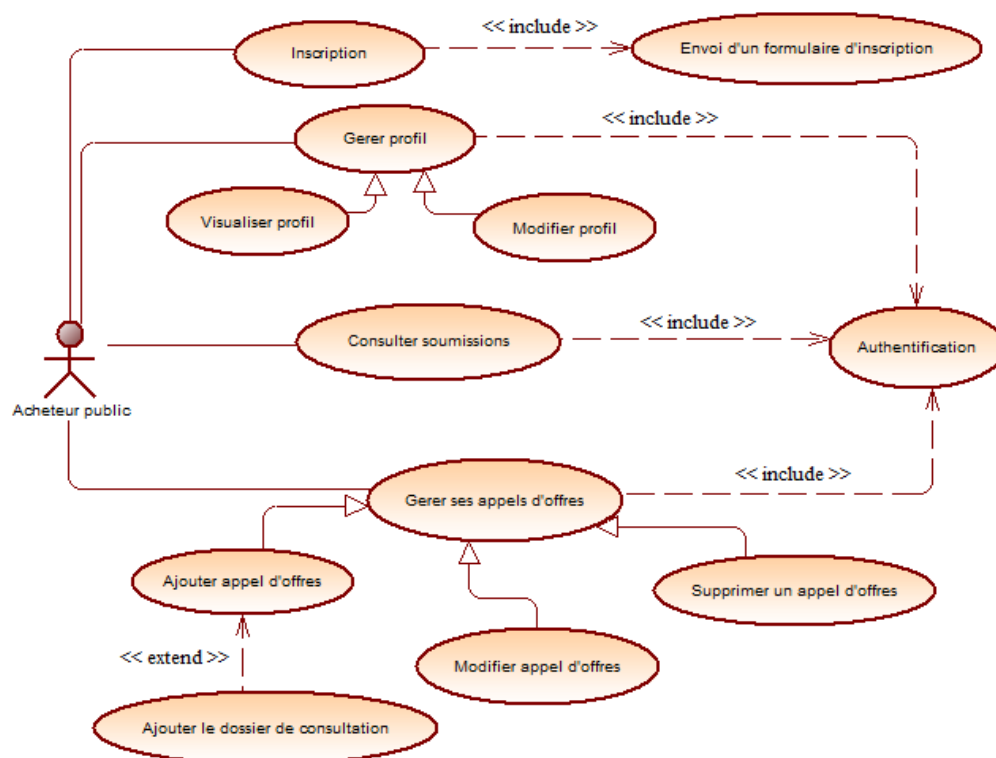 << include >>
Inscription
Envoi d'un formulaire d'inscription
<< include >>
Gerer profil
Visualiser profil
Modifier profil
<< include >>
Consulter soumissions
Authentification
Acheteur public
<< include >>
Gerer ses appels d'offres
Ajouter appel d'offres
Supprimer un appel d'offres
<< extend >>
Modifier appel d'offres
Ajouter le dossier de consultation